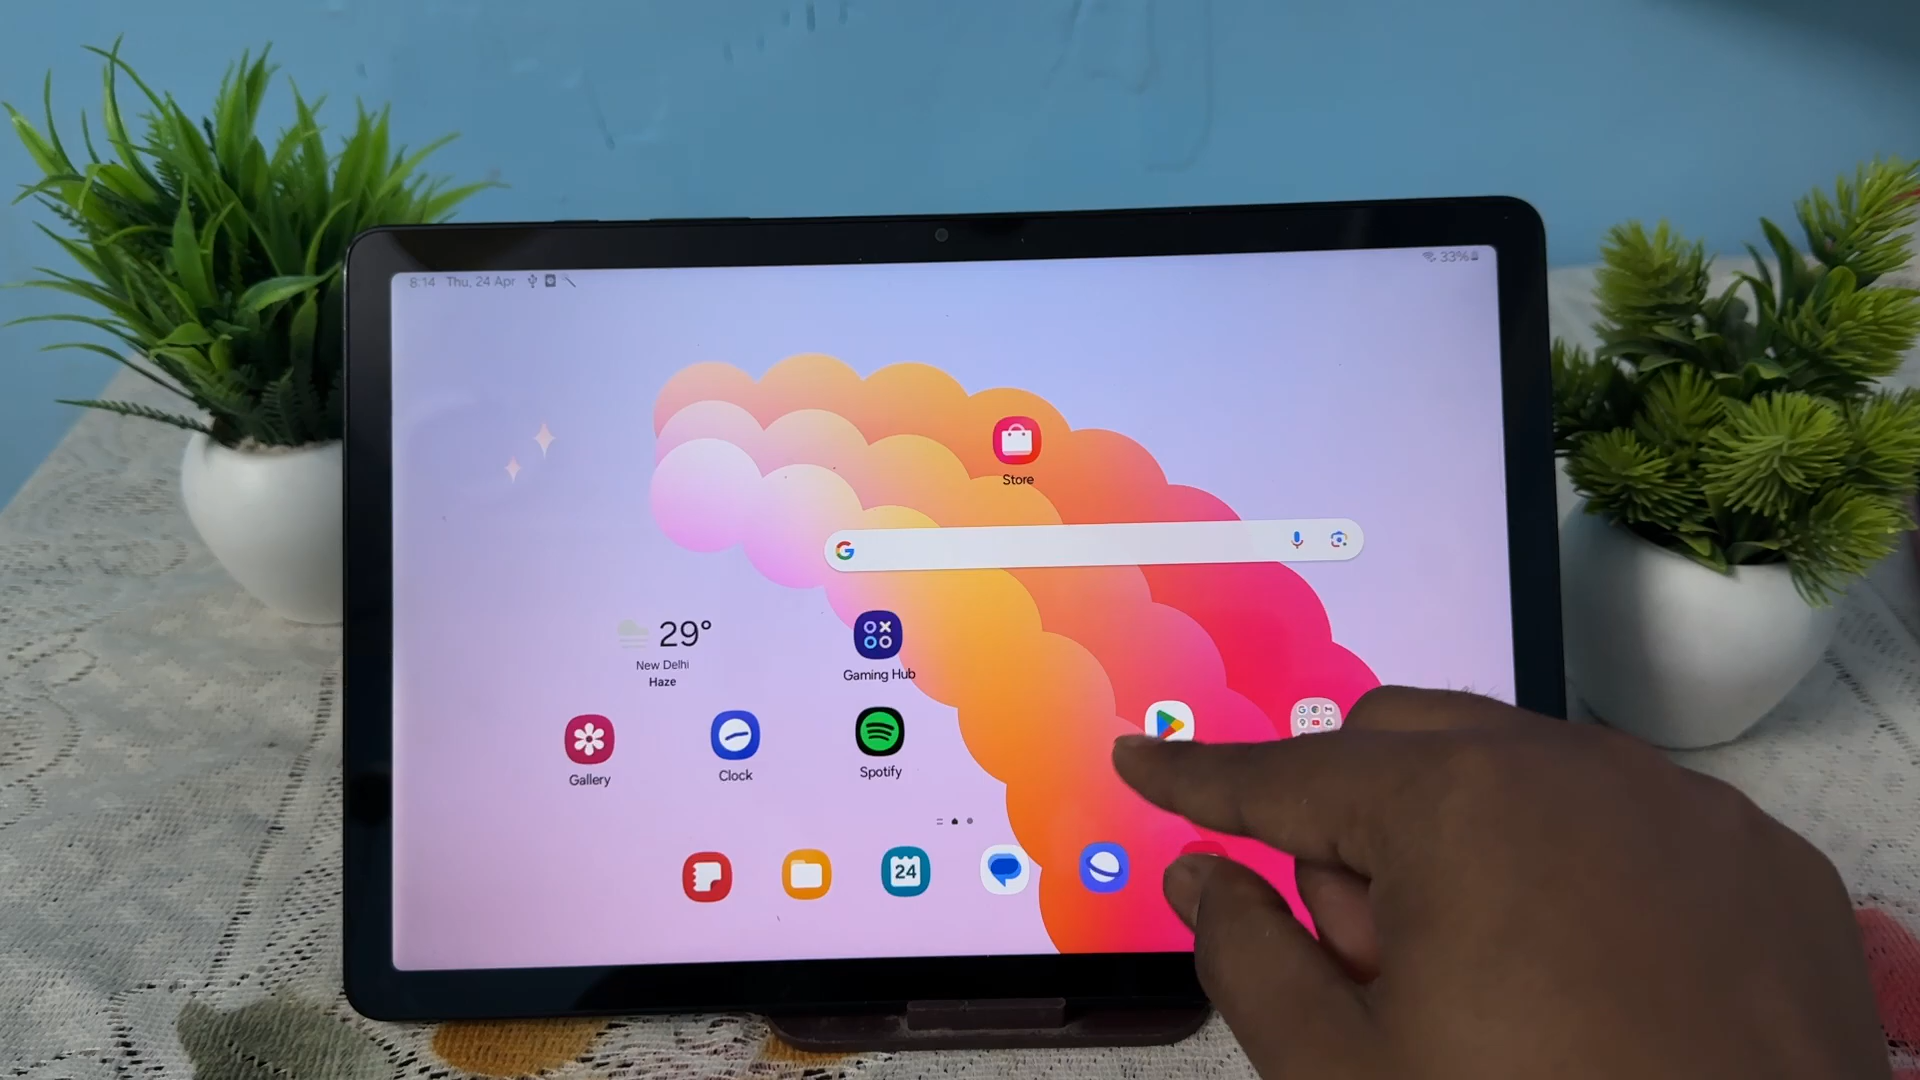 8:14 Thu, 24 Apr
33%
Store
G
29°
New Delhi
Haze
Gaming Hub
Gallery
Clock
Spotify
24